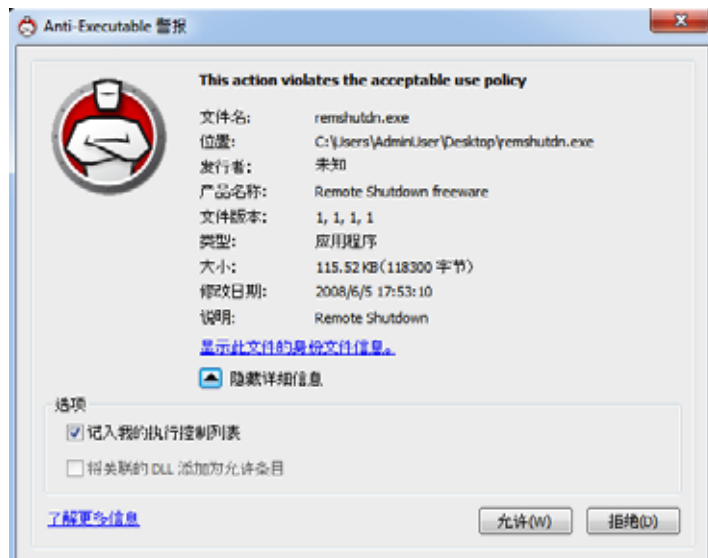 Anti-Executable 警报
This action violates the acceptable use policy
文件名: remshutdn.exe
位置: C:\Users\AdminUser\Desktop\remshutdn.exe
发行者: 未知
产品名称: Remote Shutdown freeware
文件版本: 1, 1, 1, 1
类型: 应用程序
大小: 115.52 KB(118300 字节)
修改日期: 2008/6/5 17:53:10
说明: Remote Shutdown
显示此文件的身份文件信息。
隐藏详细信息
选项
记入我的执行控制列表
将关联的 DLL 添加为允许条目
了解更多信息
允许(W)
拒绝(D)